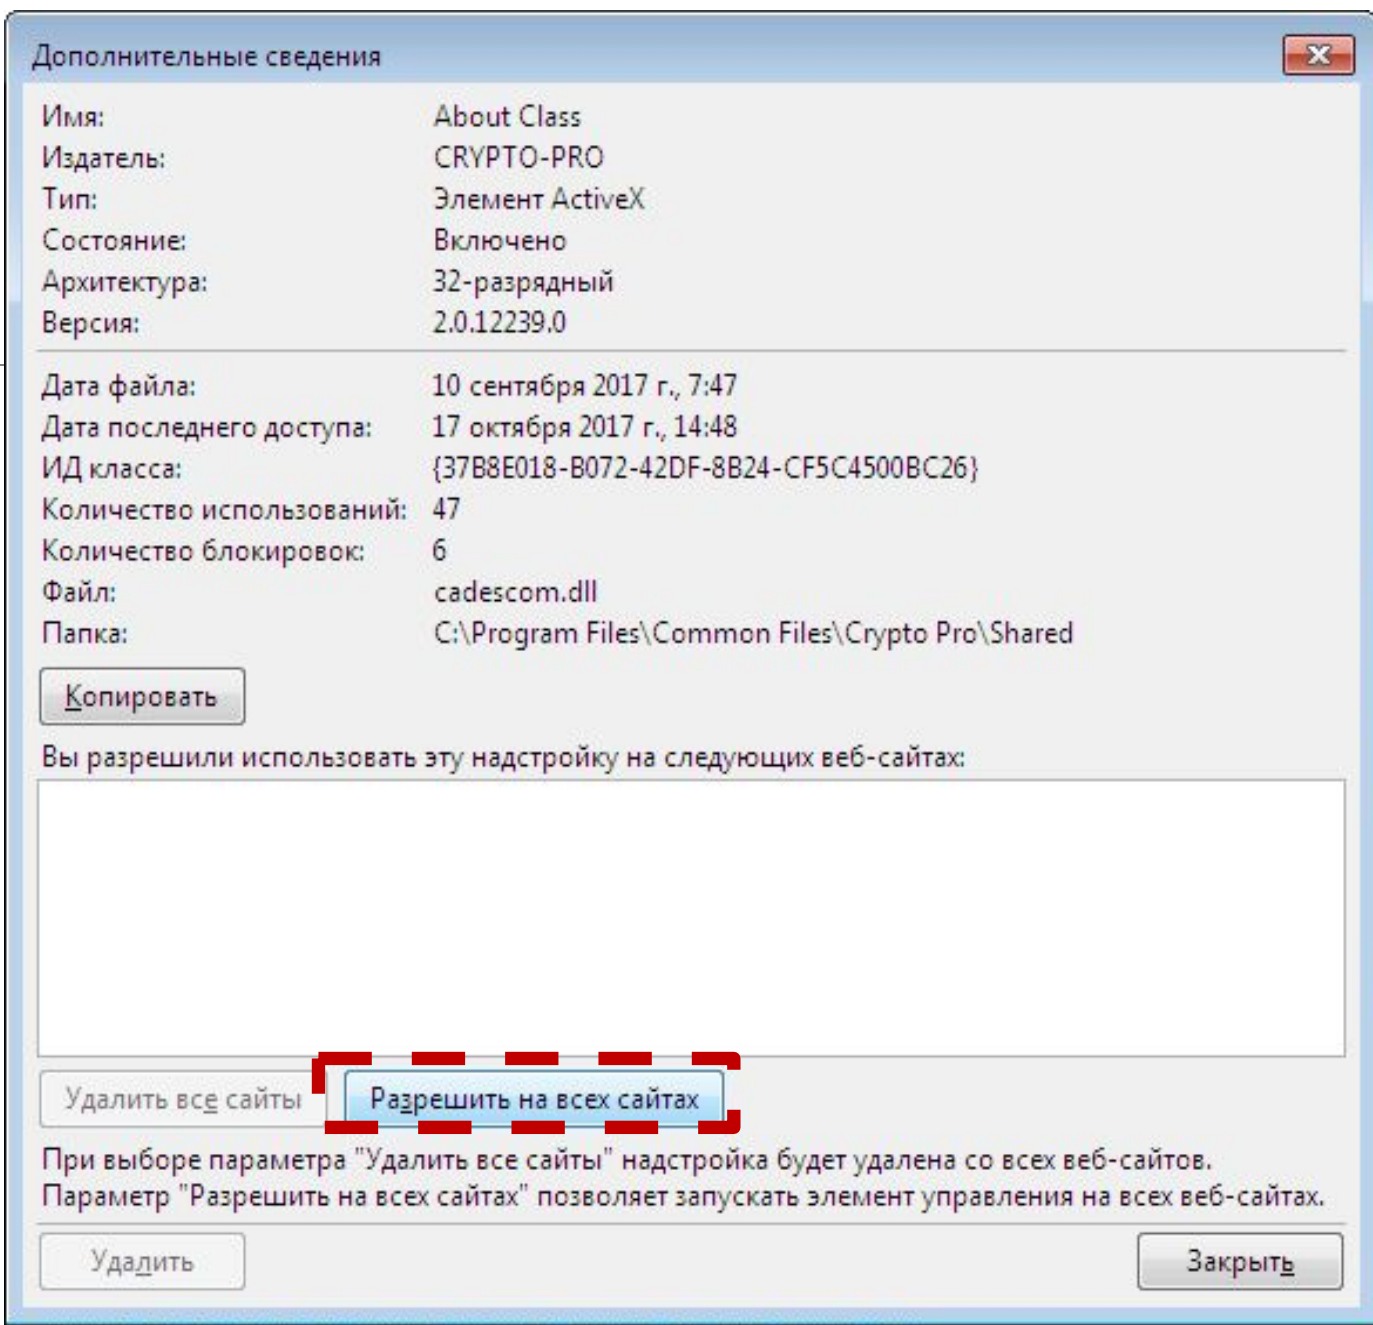 Дополнительные сведения
Имя: About Class
Издатель: CRYPTO-PRO
Тип: Элемент ActiveX
Состояние: Включено
Архитектура: 32-разрядный
Версия: 2.0.12239.0
Дата файла: 10 сентября 2017 г., 7:47
Дата последнего доступа: 17 октября 2017 г., 14:48
ИД класса: {37B8E018-B072-42DF-8B24-CF5C4500BC26}
Количество использований: 47
Количество блокировок: 6
Файл: cadescom.dll
Папка: C:\Program Files\Common Files\Crypto Pro\Shared
Копировать
Вы разрешили использовать эту надстройку на следующих веб-сайтах:
Удалить все сайты Разрешить на всех сайтах
При выборе параметра "Удалить все сайты" надстройка будет удалена со всех веб-сайтов.
Параметр "Разрешить на всех сайтах" позволяет запускать элемент управления на всех веб-сайтах.
Удалить Закрыть